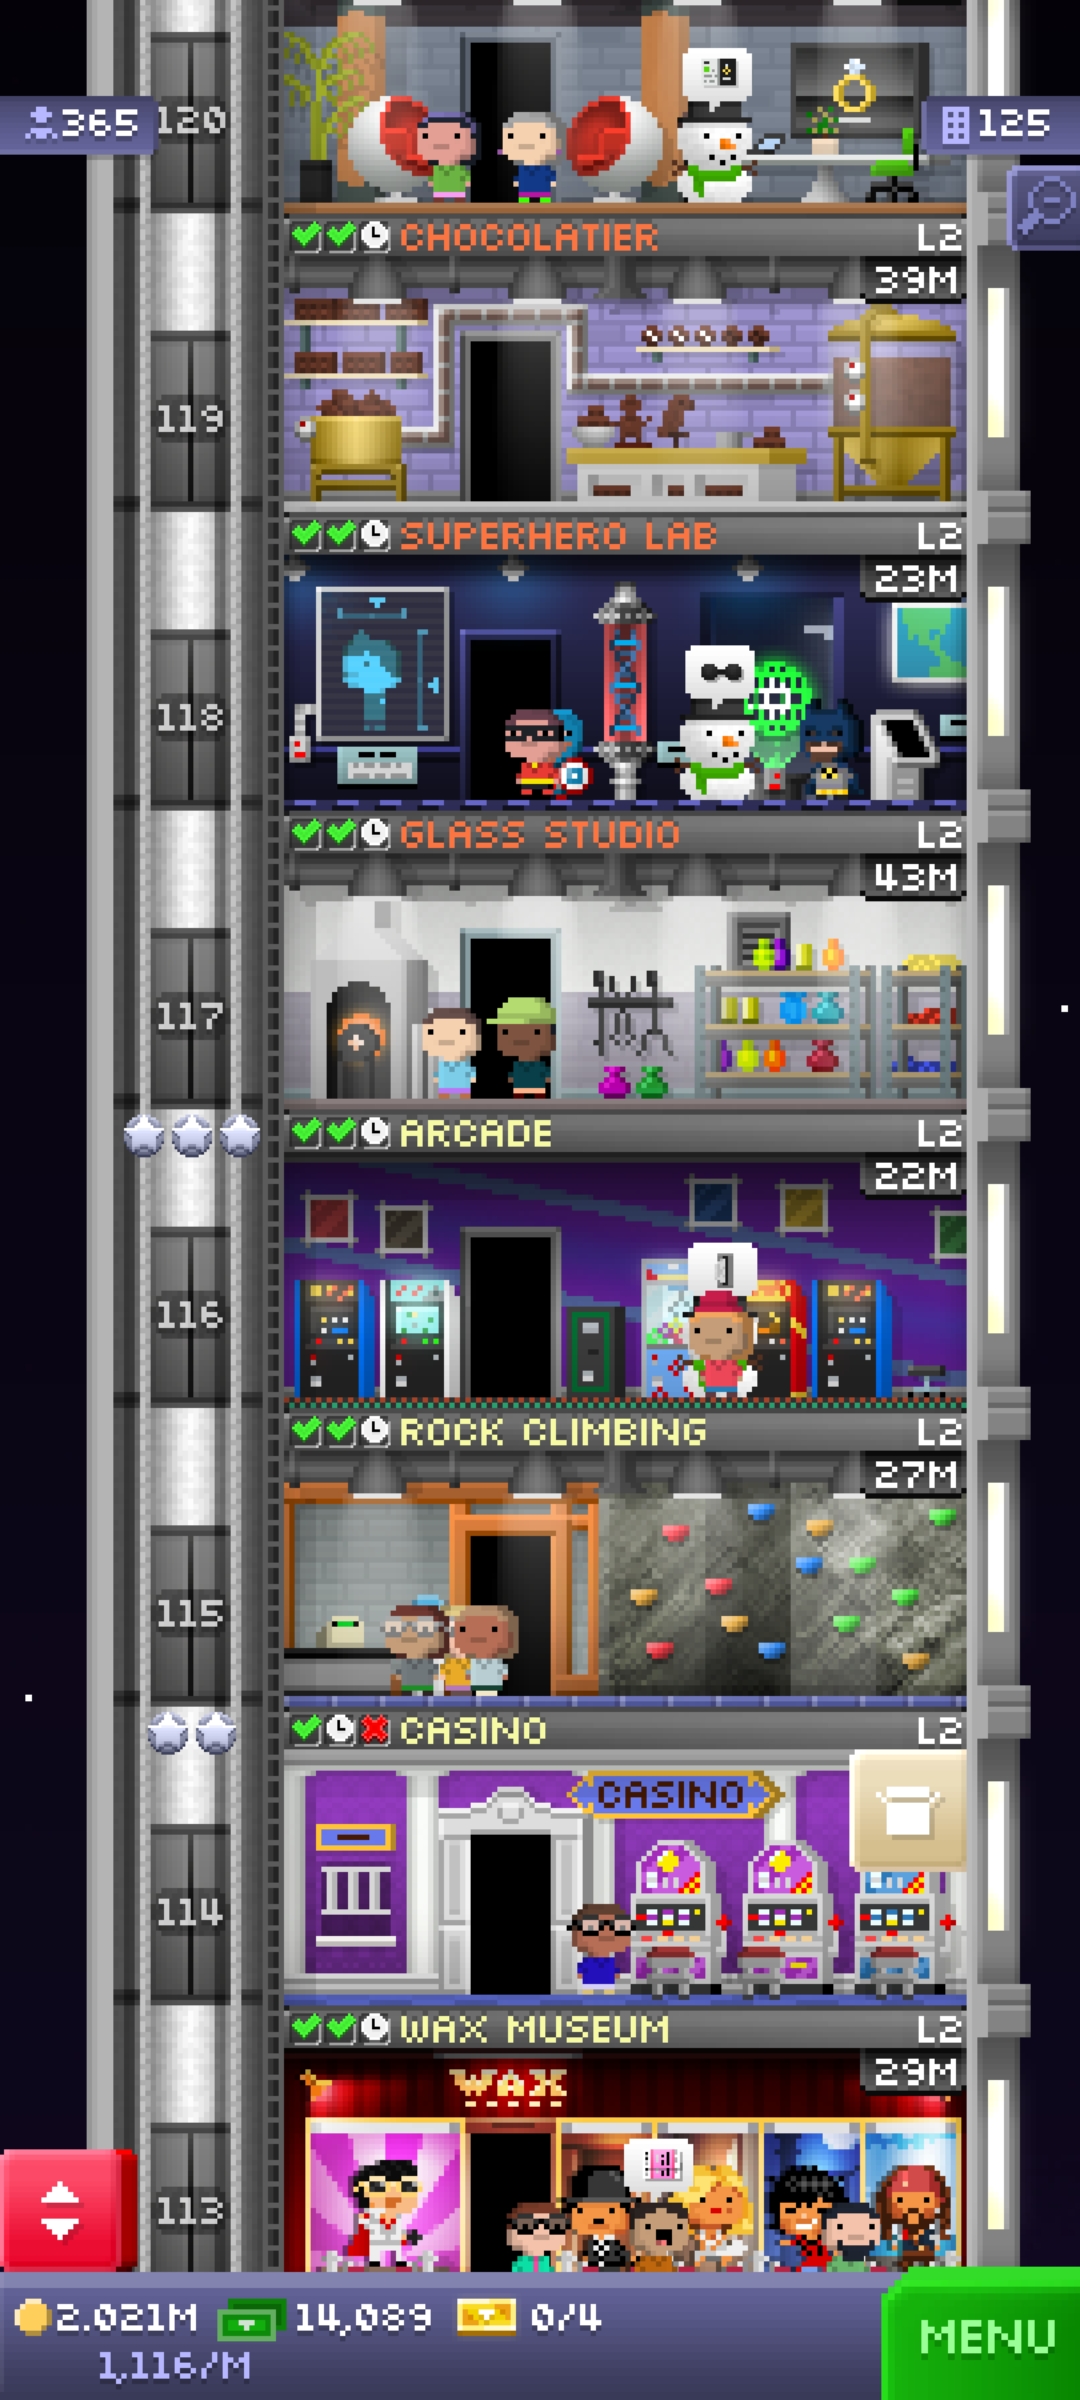 365
120
125
CHOCOLATIER L2
39M
119
SUPERHERO LAB L2
23M
118
GLASS STUDIO L2
43M
117
ARCADE L2
22M
116
ROCK CLIMBING L2
27M
115
CASINO L2
CASINO
114
WAX MUSEUM L2
29M
WAX
113
2.021M 14,089 0/4
1,116/M
MENU